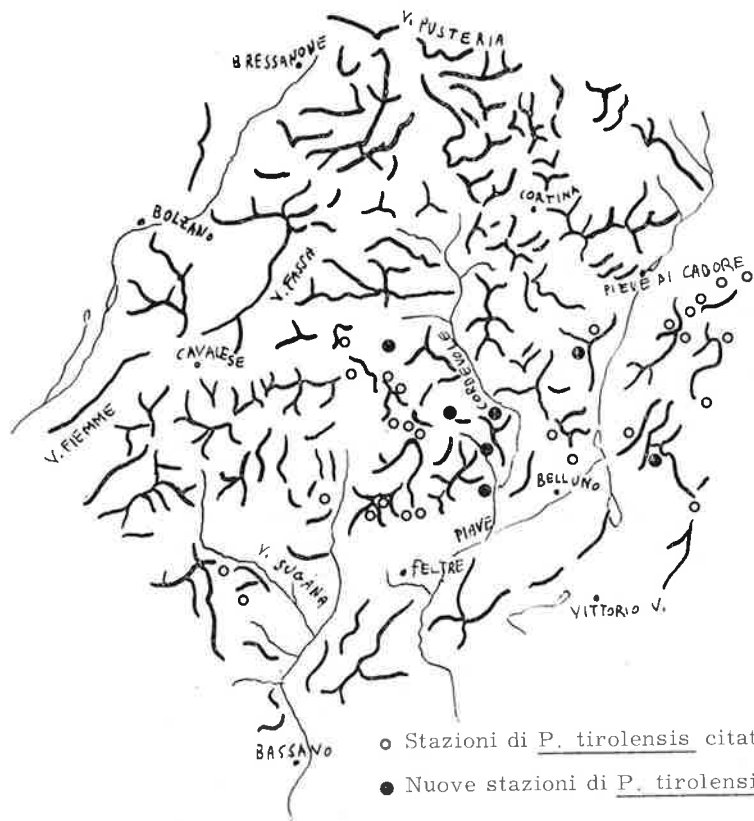 V. PUSTERIA
BRESSANONE
CORTINA
BOLZANO
V. FASSA
PIEVE DI CADORE
CAVALESE
CORDEVOLE
V. FIEMME
BELLUNO
PIAVE
V. SUGANA
FELTRE
VITTORIO V.
BASSANO
Stazioni di P. tirolensis citat
Nuove stazioni di P. tirolensi